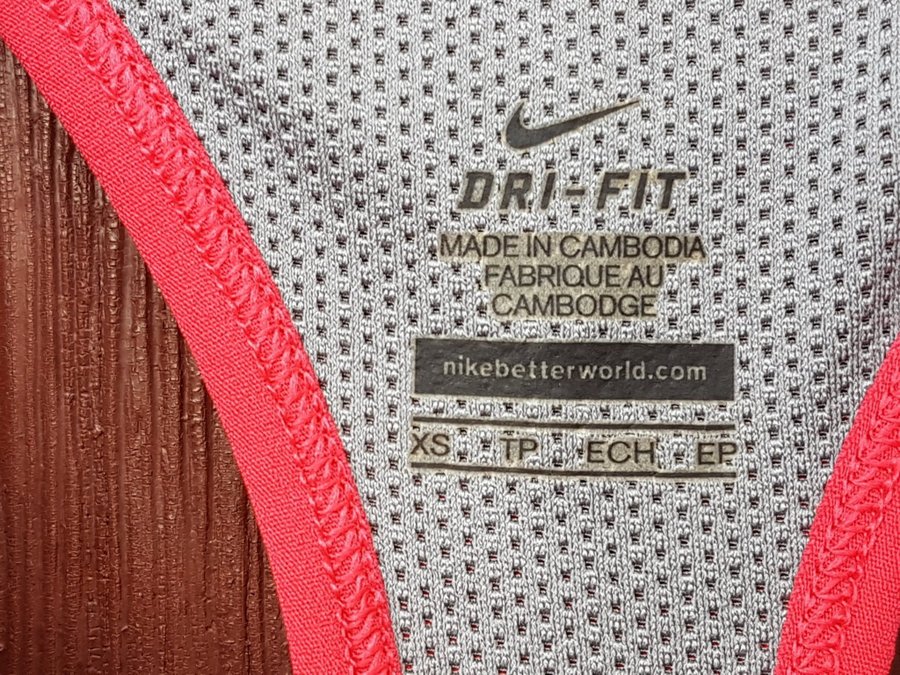 DRI-FIT
MADE IN CAMBODIA
FABRIQUE AU
CAMBODGE
nikebetterworld.com
XS TP ECH EP